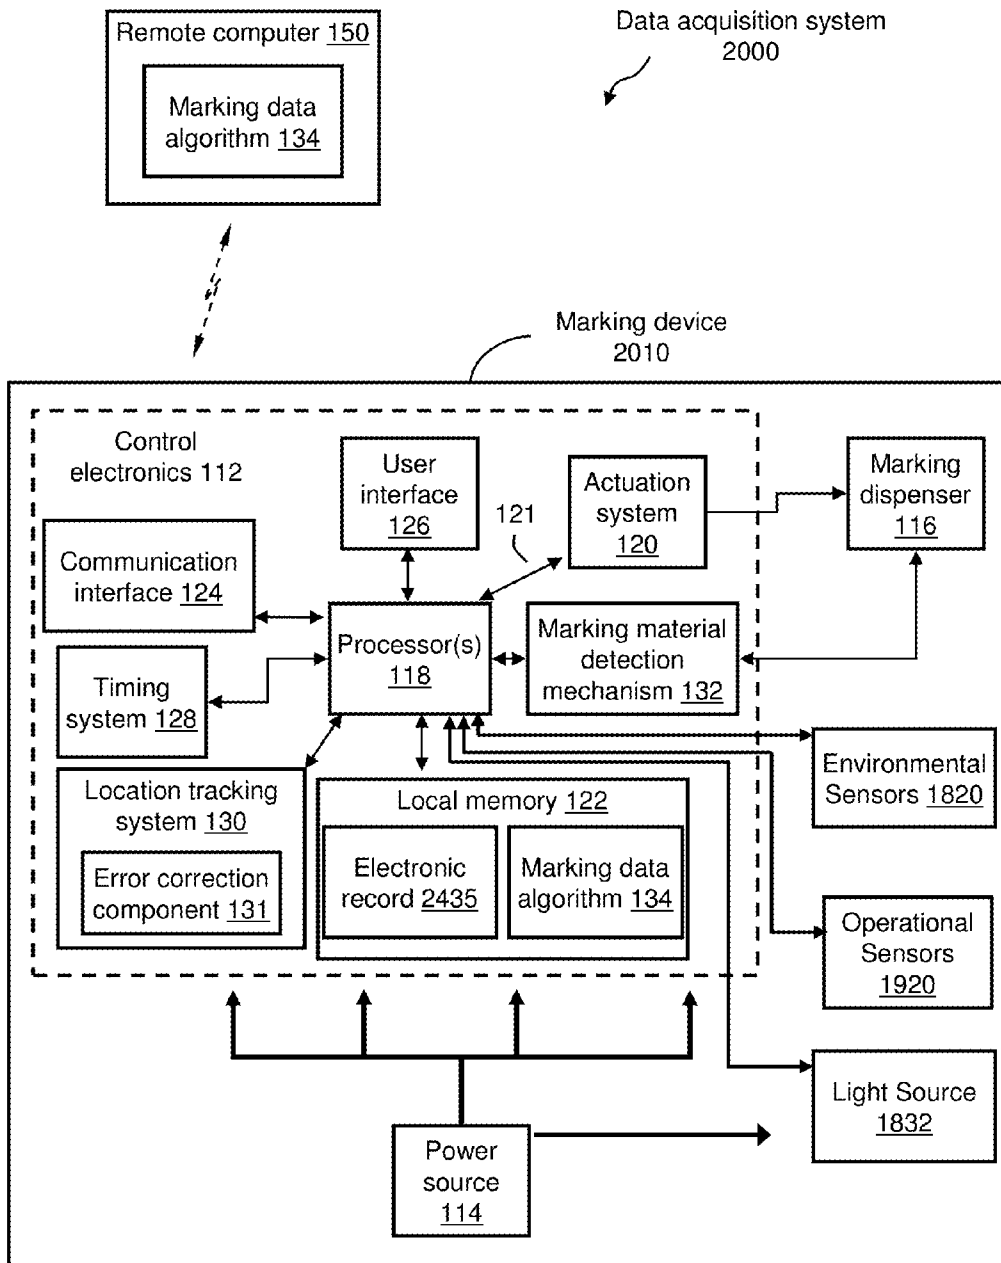 Remote computer 150
Marking data
algorithm 134
Data acquisition system
2000
Marking device
2010
Control
electronics 112
User
interface
126
Actuation
system
120
Marking
dispenser
116
121
Communication
interface 124
Processor(s)
118
Marking material
detection
mechanism 132
Timing
system 128
Location tracking
system 130
Error correction
component 131
Local memory 122
Electronic
record 2435
Marking data
algorithm 134
Environmental
Sensors 1820
Operational
Sensors
1920
Light Source
1832
Power
source
114